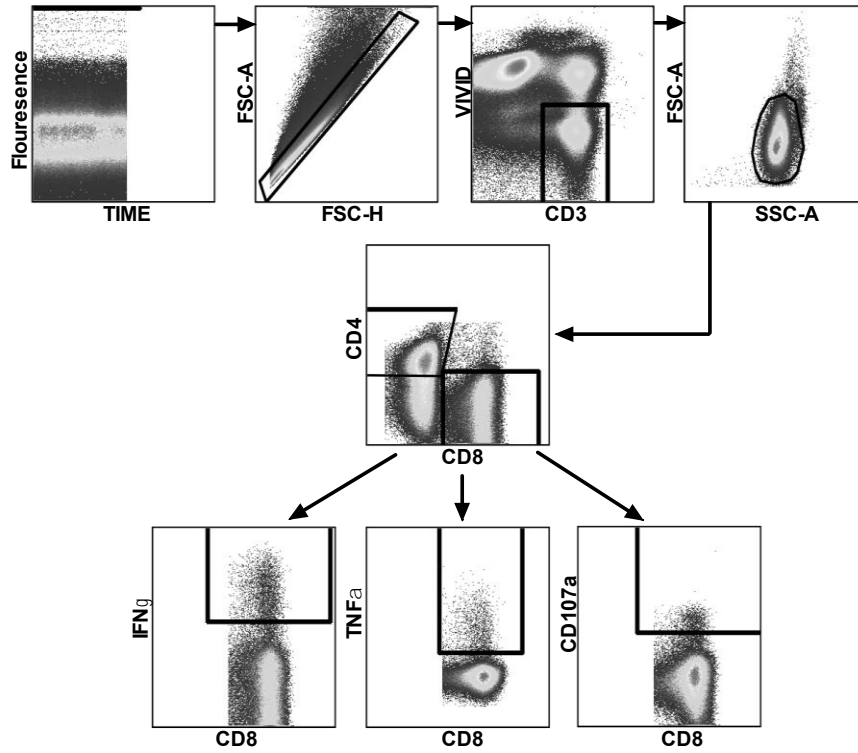 Flouresence
TIME
FSC-A
FSC-H
VIVID
CD3
FSC-A
SSC-A
CD4
CD8
IFNg
CD8
TNFa
CD8
CD107a
CD8